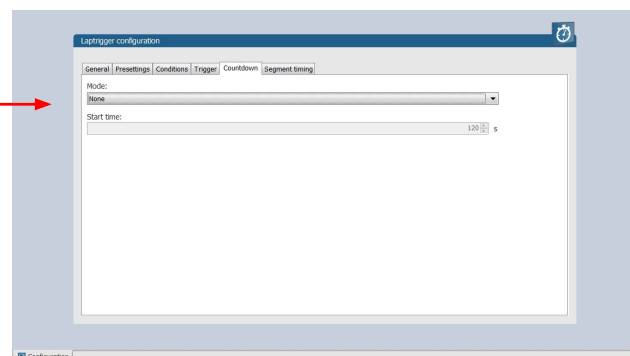 Laptrigger configuration
General Presettings Conditions Trigger Countdown Segment timing
Mode:
None
Start time:
120 s
Configuration